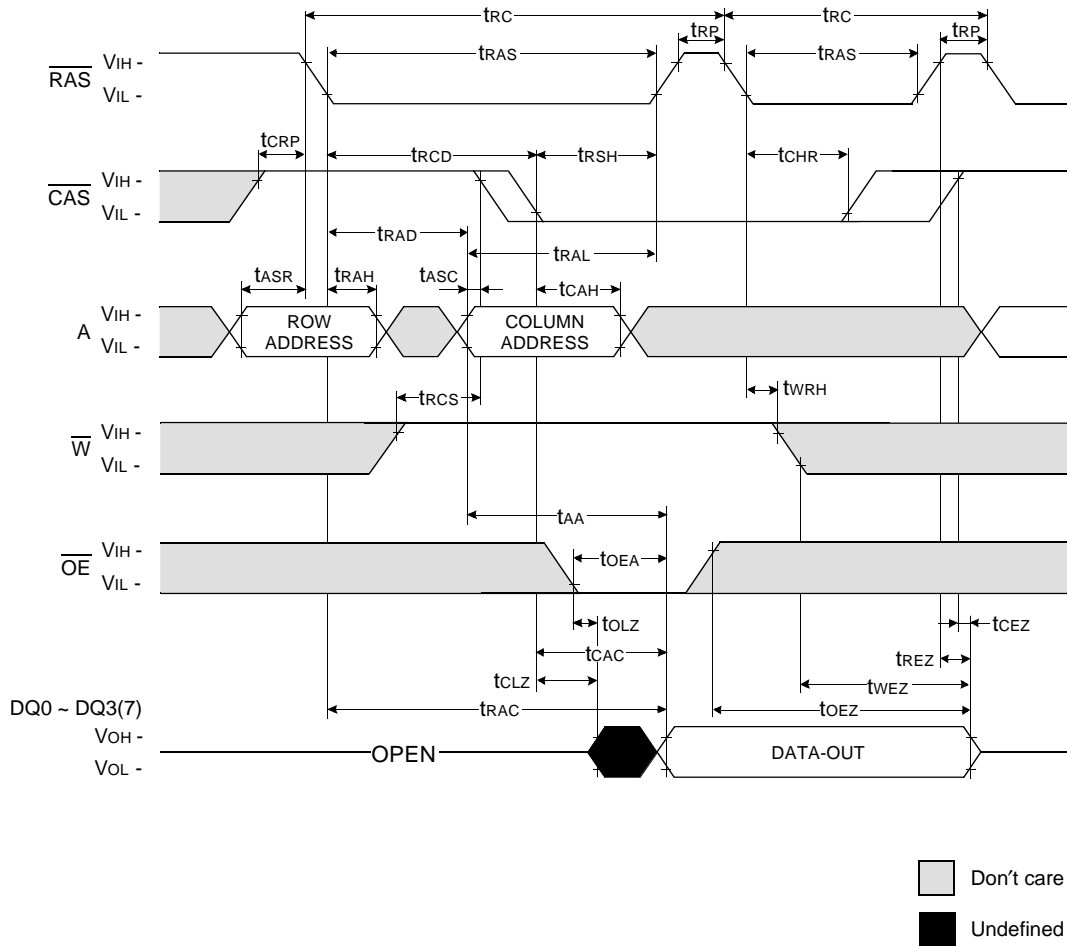 tRC tRC
tRP tRP
tRAS tRAS
RAS VIH -
VIL -
tCRP tRCD tRSH tCHR
CAS VIH -
VIL -
tRAD tRAL
tASR tRAH tASC tCAH
A VIH -
VIL -
ROW
ADDRESS
COLUMN
ADDRESS
tRCS tWRH
W VIH -
VIL -
tAA
OE VIH -
VIL -
tOEA
tOLZ tCEZ
tCAC tREZ
tCLZ tWEZ
tRAC tOEZ
DQ0 ~ DQ3(7)
VOH -
VOL -
OPEN DATA-OUT
Don′t care
Undefined